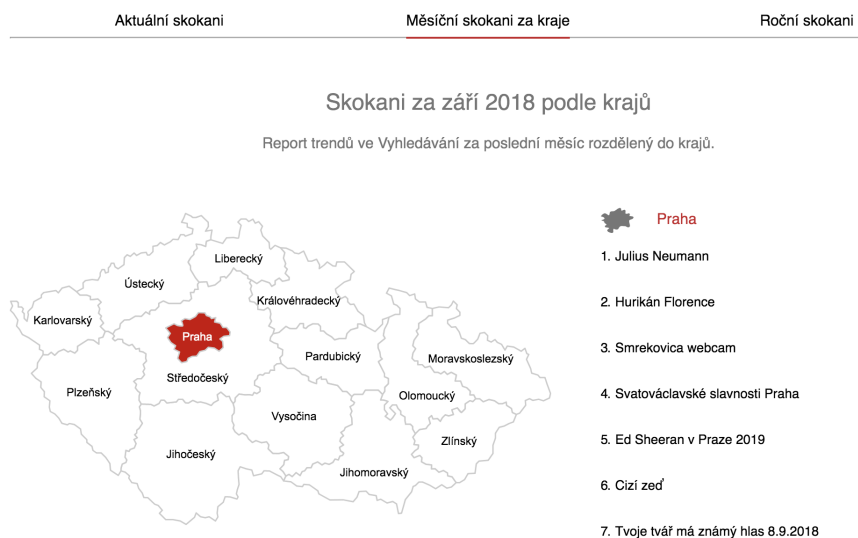 Aktuální skokani
Měsíční skokani za kraje
Roční skokani
Skokani za září 2018 podle krajů
Report trendů ve Vyhledávání za poslední měsíc rozdělený do krajů.
Liberecký
Ústecký
Královéhradecký
Karlovarský
Praha
Pardubický
Moravskoslezský
Středočeský
Plzeňský
Olomoucký
Vysočina
Zlínský
Jihočeský
Jihomoravský
Praha
1. Julius Neumann
2. Hurikán Florence
3. Smrekovica webcam
4. Svatováclavské slavnosti Praha
5. Ed Sheeran v Praze 2019
6. Cizí zeď
7. Tvoje tvář má známý hlas 8.9.2018